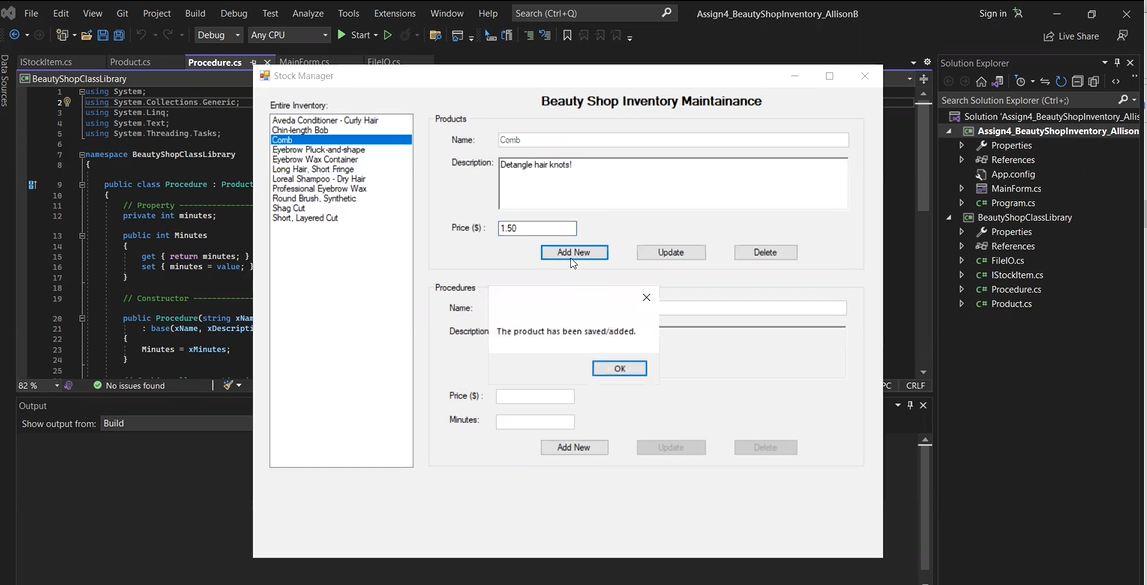 File Edit View Git Project Build Debug Test Analyze Tools Extensions Window Help Search (Ctrl+Q) Assign4_BeautyShopInventory_AllisonB Sign in
Debug Any CPU Start Live Share
Data Sources
IStockItem.cs Product.cs Procedure.cs MainForm.cs FileIO.cs
BeautyShopClassLibrary
1 using System;
2 using System.Collections.Generic;
3 using System.Linq;
4 using System.Text;
5 using System.Threading.Tasks;
6
7 namespace BeautyShopClassLibrary
8 {
9 public class Procedure : Product
10 {
11 // Property
12 private int minutes;
13 public int Minutes
14 {
15 get { return minutes; }
16 set { minutes = value; }
17 }
18
19 // Constructor
20 public Procedure(string xNam
21 : base(xName, xDescripti
22 {
23 Minutes = xMinutes;
24 }
25
82 % No issues found
CRLF
Output
Show output from: Build
Stock Manager
Beauty Shop Inventory Maintainance
Entire Inventory:
Aveda Conditioner - Curly Hair
Chin-length Bob
Comb
Eyebrow Pluck-and-shape
Eyebrow Wax Container
Long Hair, Short Fringe
Loreal Shampoo - Dry Hair
Professional Eyebrow Wax
Round Brush, Synthetic
Shag Cut
Short, Layered Cut
Products
Name: Comb
Description: Detangle hair knots!
Price ($) : 1.50
Add New Update Delete
Procedures
Name:
Description
Price ($) :
Minutes:
Add New Update Delete
The product has been saved/added.
OK
Solution Explorer
Search Solution Explorer (Ctrl+;)
Solution 'Assign4_BeautyShopInventory_Allis
Assign4_BeautyShopInventory_Allison
Properties
References
App.config
MainForm.cs
C# Program.cs
BeautyShopClassLibrary
Properties
References
C# FileIO.cs
C# IStockItem.cs
C# Procedure.cs
C# Product.cs